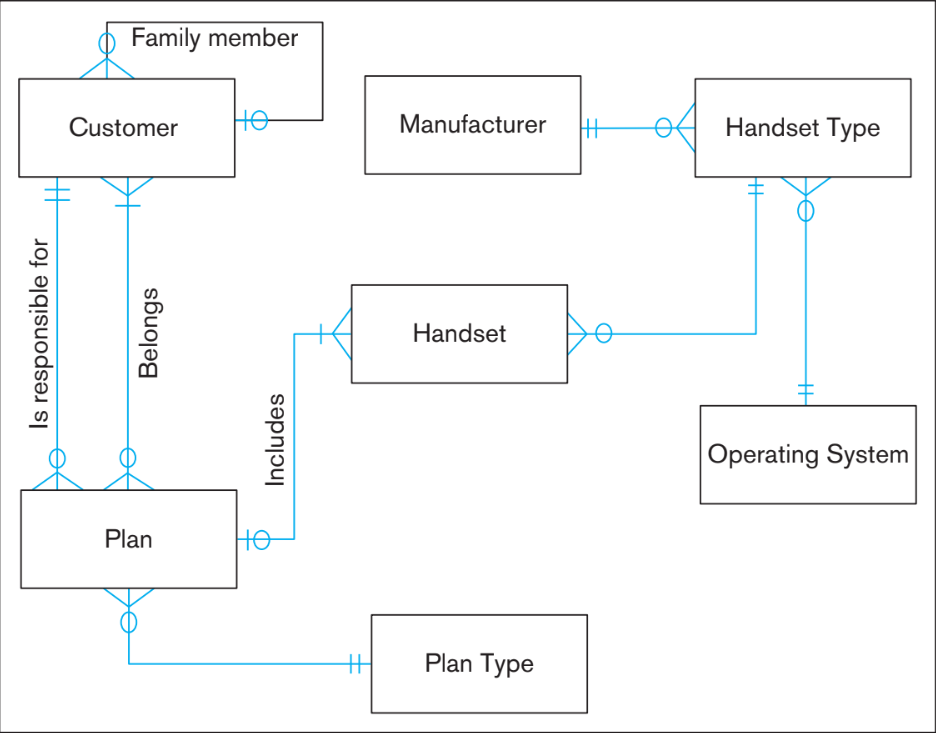 Family member
Customer
Manufacturer
Handset Type
Is responsible for
Belongs
Handset
Includes
Operating System
Plan
Plan Type